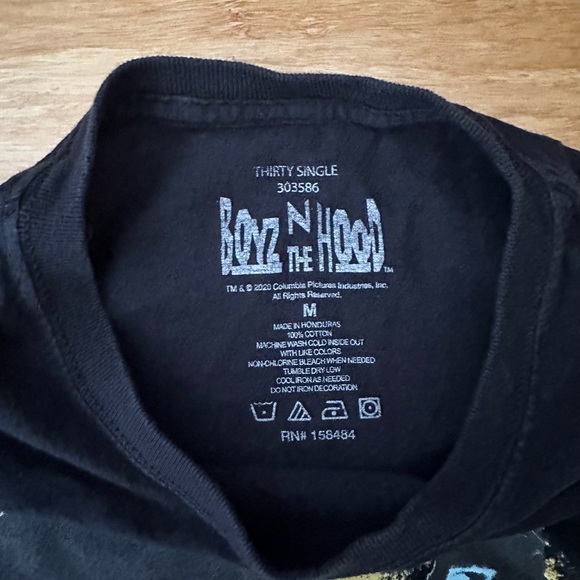 THIRTY SINGLE
303586
BOYZ N THE HOOD TM
TM & © 2020 Columbia Pictures Industries, Inc.
All Rights Reserved.
M
MADE IN HONDURAS
100% COTTON
MACHINE WASH COLD INSIDE OUT
WITH LIKE COLORS
NON-CHLORINE BLEACH WHEN NEEDED
TUMBLE DRY LOW
COOL IRON AS NEEDED
DO NOT IRON DECORATION
RN# 158484